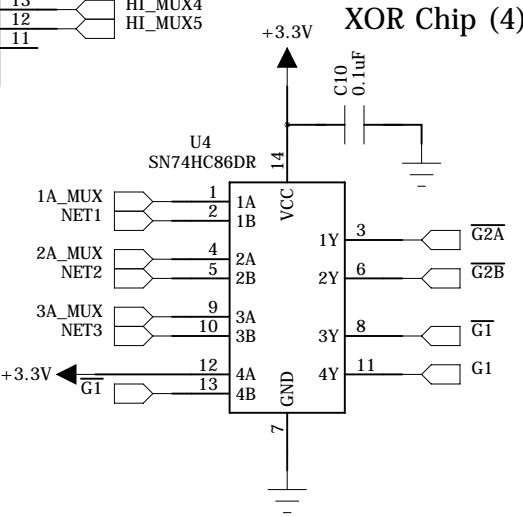 13 HI_MUX4
12 HI_MUX5
11
XOR Chip (4)
+3.3V
C10
0.1uF
U4
SN74HC86DR
14
VCC
1A_MUX 1 1A
NET1 2 1B
1Y 3 G2A
2A_MUX 4 2A
NET2 5 2B
2Y 6 G2B
3A_MUX 9 3A
NET3 10 3B
3Y 8 G1
+3.3V 12 4A
4Y 11 G1
G1 13 4B
GND
7